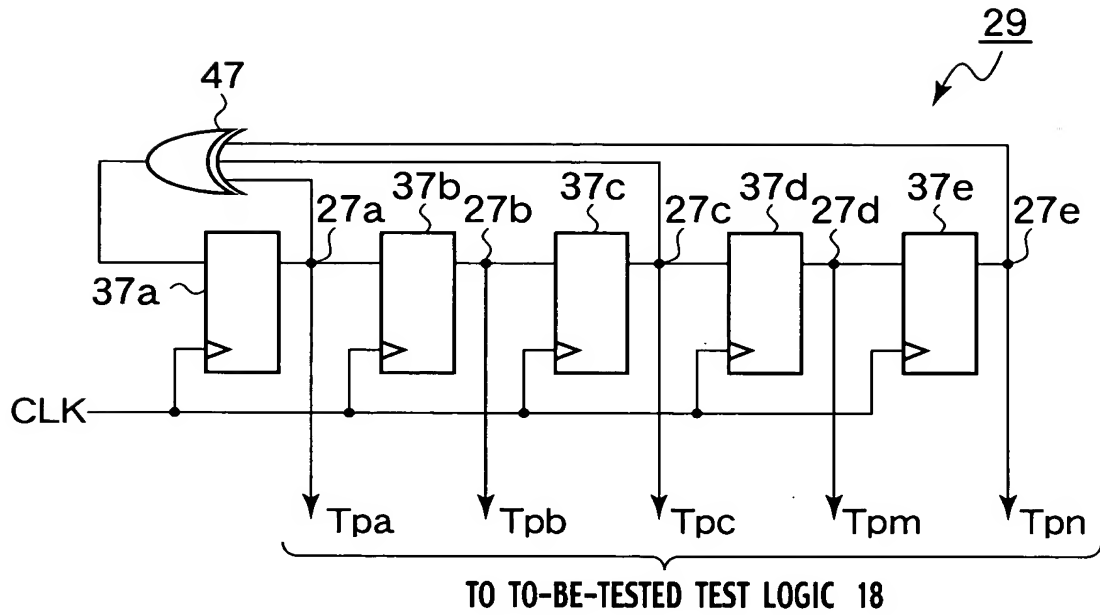 29
47
37b 37c 37d 37e
27a 27b 27c 27d 27e
37a
CLK
Tpa Tpb Tpc Tpm Tpn
TO TO-BE-TESTED TEST LOGIC 18